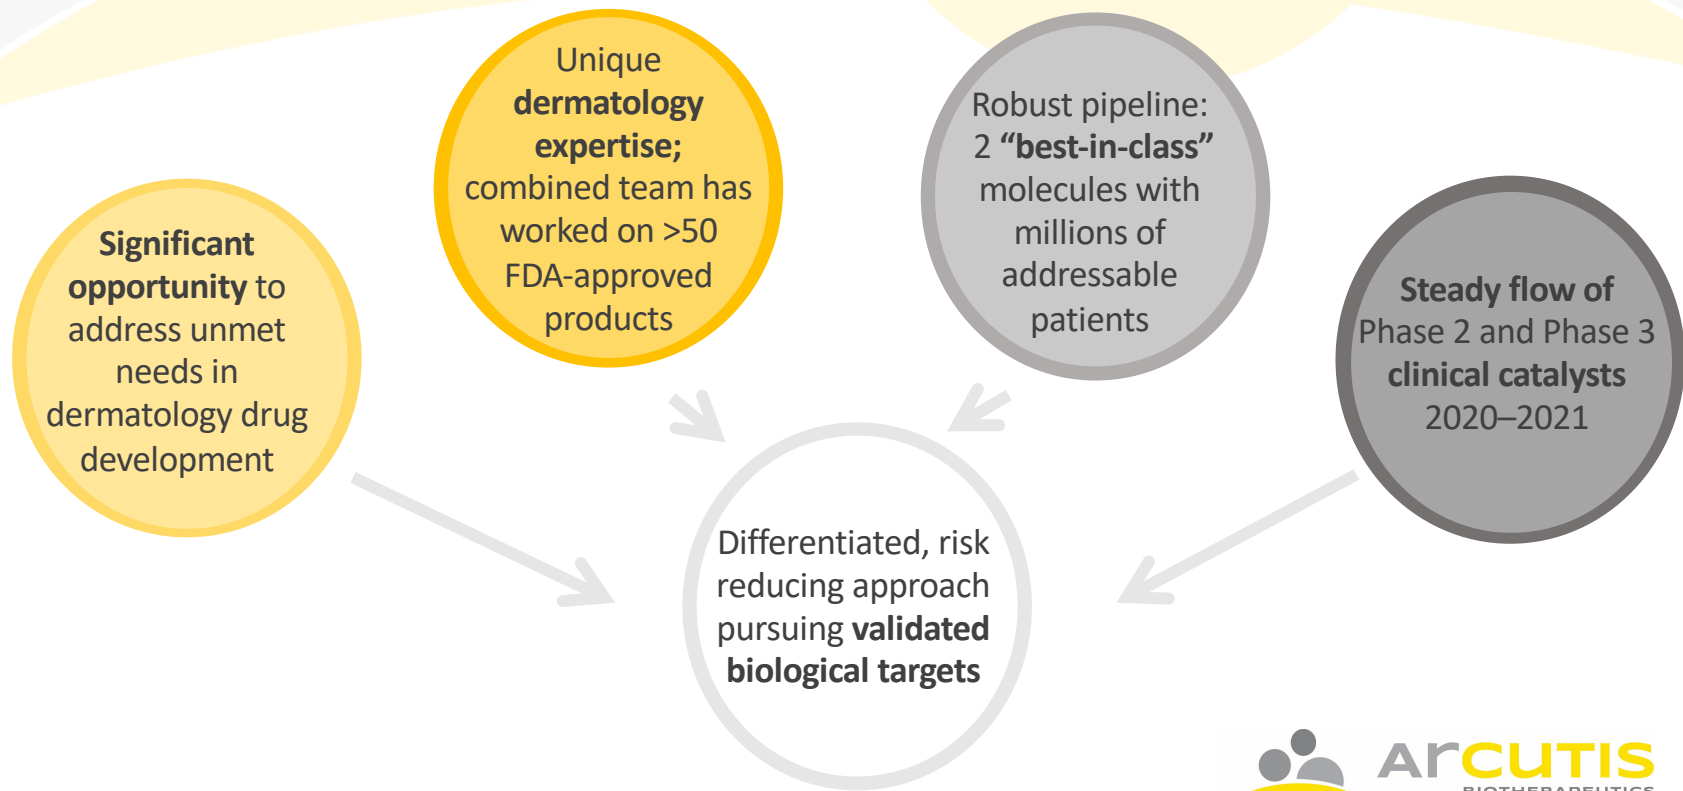 Significant
opportunity to
address unmet
needs in
dermatology drug
development
Unique
dermatology
expertise;
combined team has
worked on >50
FDA-approved
products
Robust pipeline:
2 “best-in-class”
molecules with
millions of
addressable
patients
Steady flow of
Phase 2 and Phase 3
clinical catalysts
2020–2021
Differentiated, risk
reducing approach
pursuing validated
biological targets
Arcutis
BIOTHERAPEUTICS